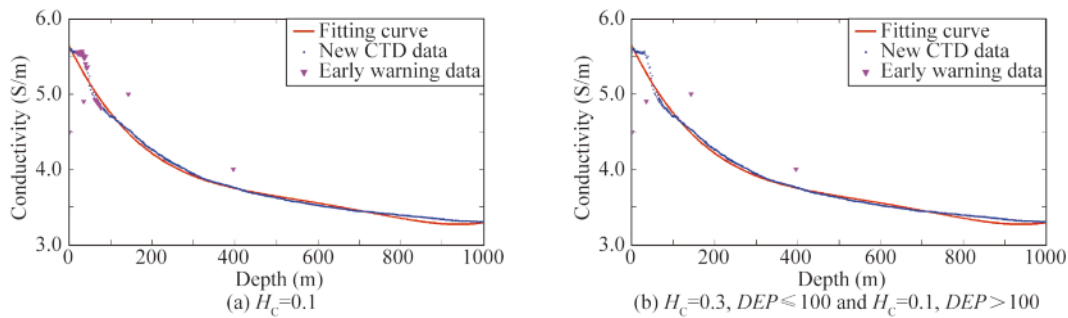 6.0
5.0
4.0
3.0
Conductivity (S/m)
Fitting curve
New CTD data
Early warning data
0 200 400 600 800 1000
Depth (m)
(a) H_C=0.1
6.0
5.0
4.0
3.0
Conductivity (S/m)
Fitting curve
New CTD data
Early warning data
0 200 400 600 800 1000
Depth (m)
(b) H_C=0.3, DEP⩽100 and H_C=0.1, DEP>100